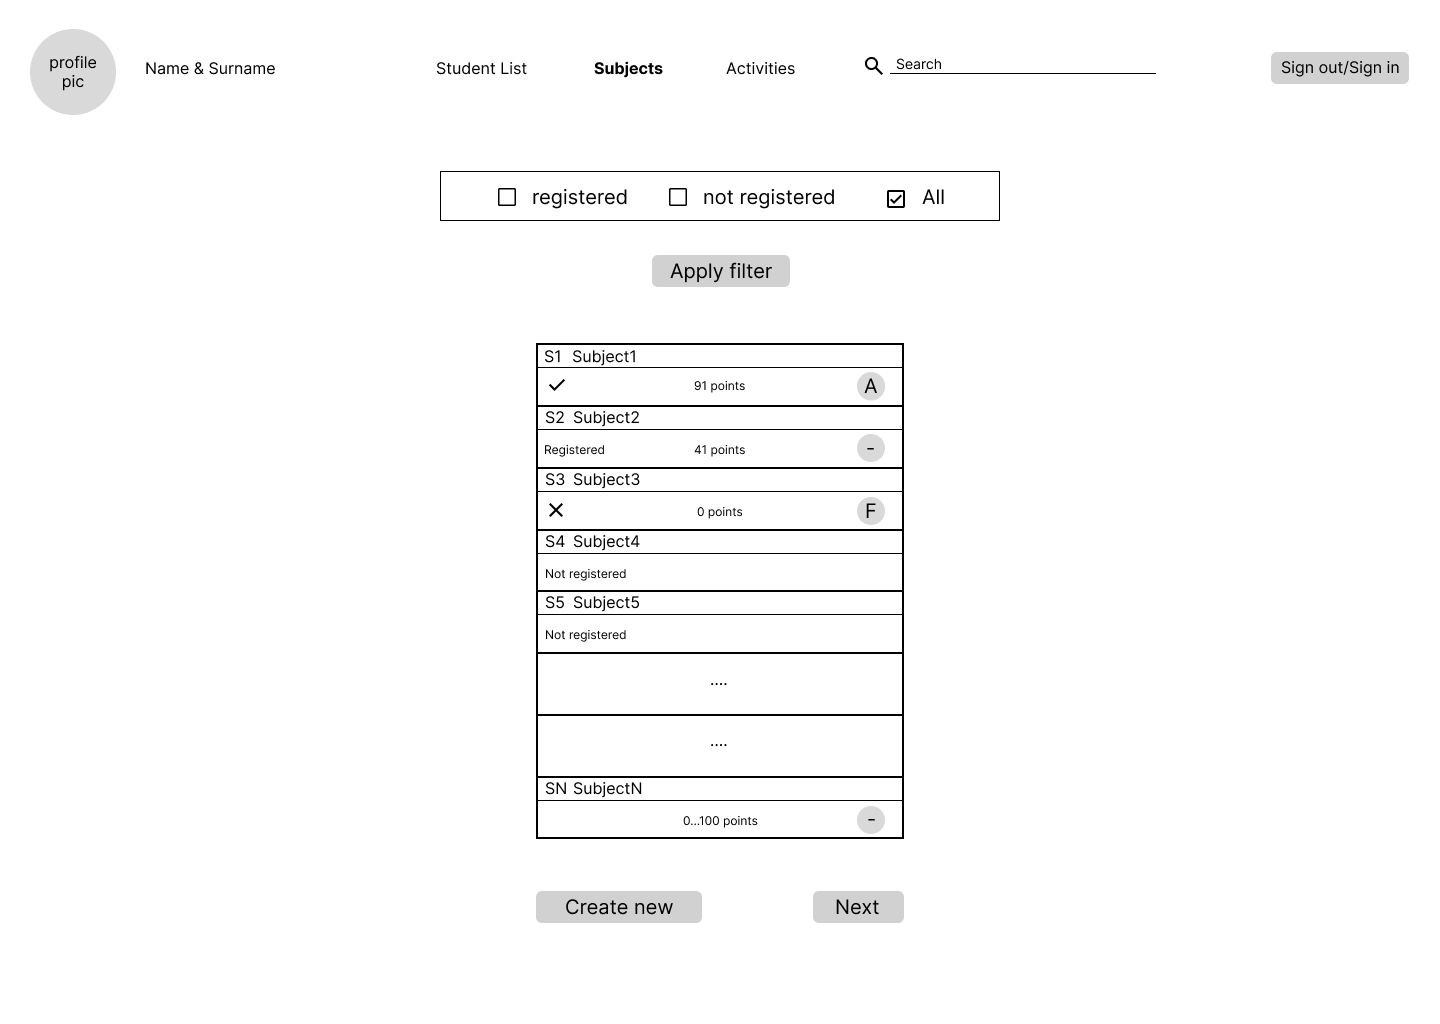 profile
pic
Name & Surname
Student List
Subjects
Activities
Search
Sign out/Sign in
registered
not registered
All
Apply filter
S1 Subject1
91 points
A
S2 Subject2
Registered
41 points
-
S3 Subject3
0 points
F
S4 Subject4
Not registered
S5 Subject5
Not registered
....
....
SN SubjectN
0...100 points
-
Create new
Next